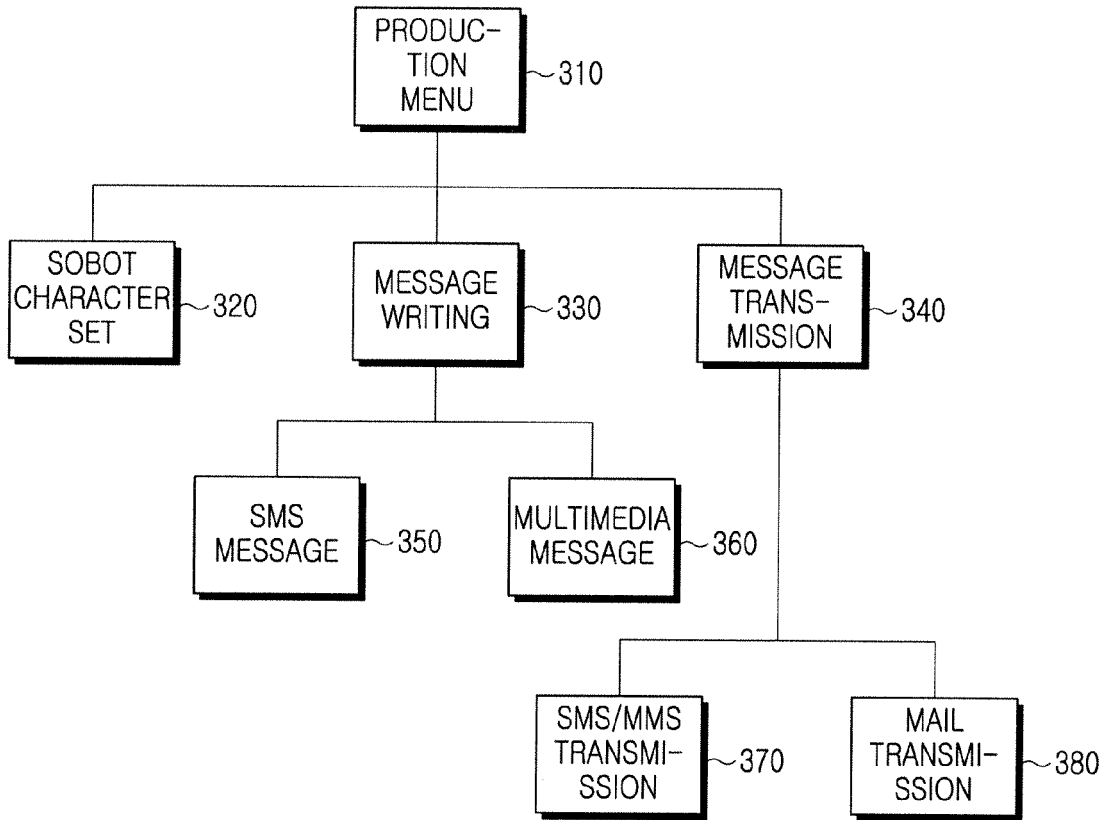 PRODUC-
TION
MENU
310
SOBOT
CHARACTER
SET
320
MESSAGE
WRITING
330
MESSAGE
TRANS-
MISSION
340
SMS
MESSAGE
350
MULTIMEDIA
MESSAGE
360
SMS/MMS
TRANSMI-
SSION
370
MAIL
TRANSMI-
SSION
380